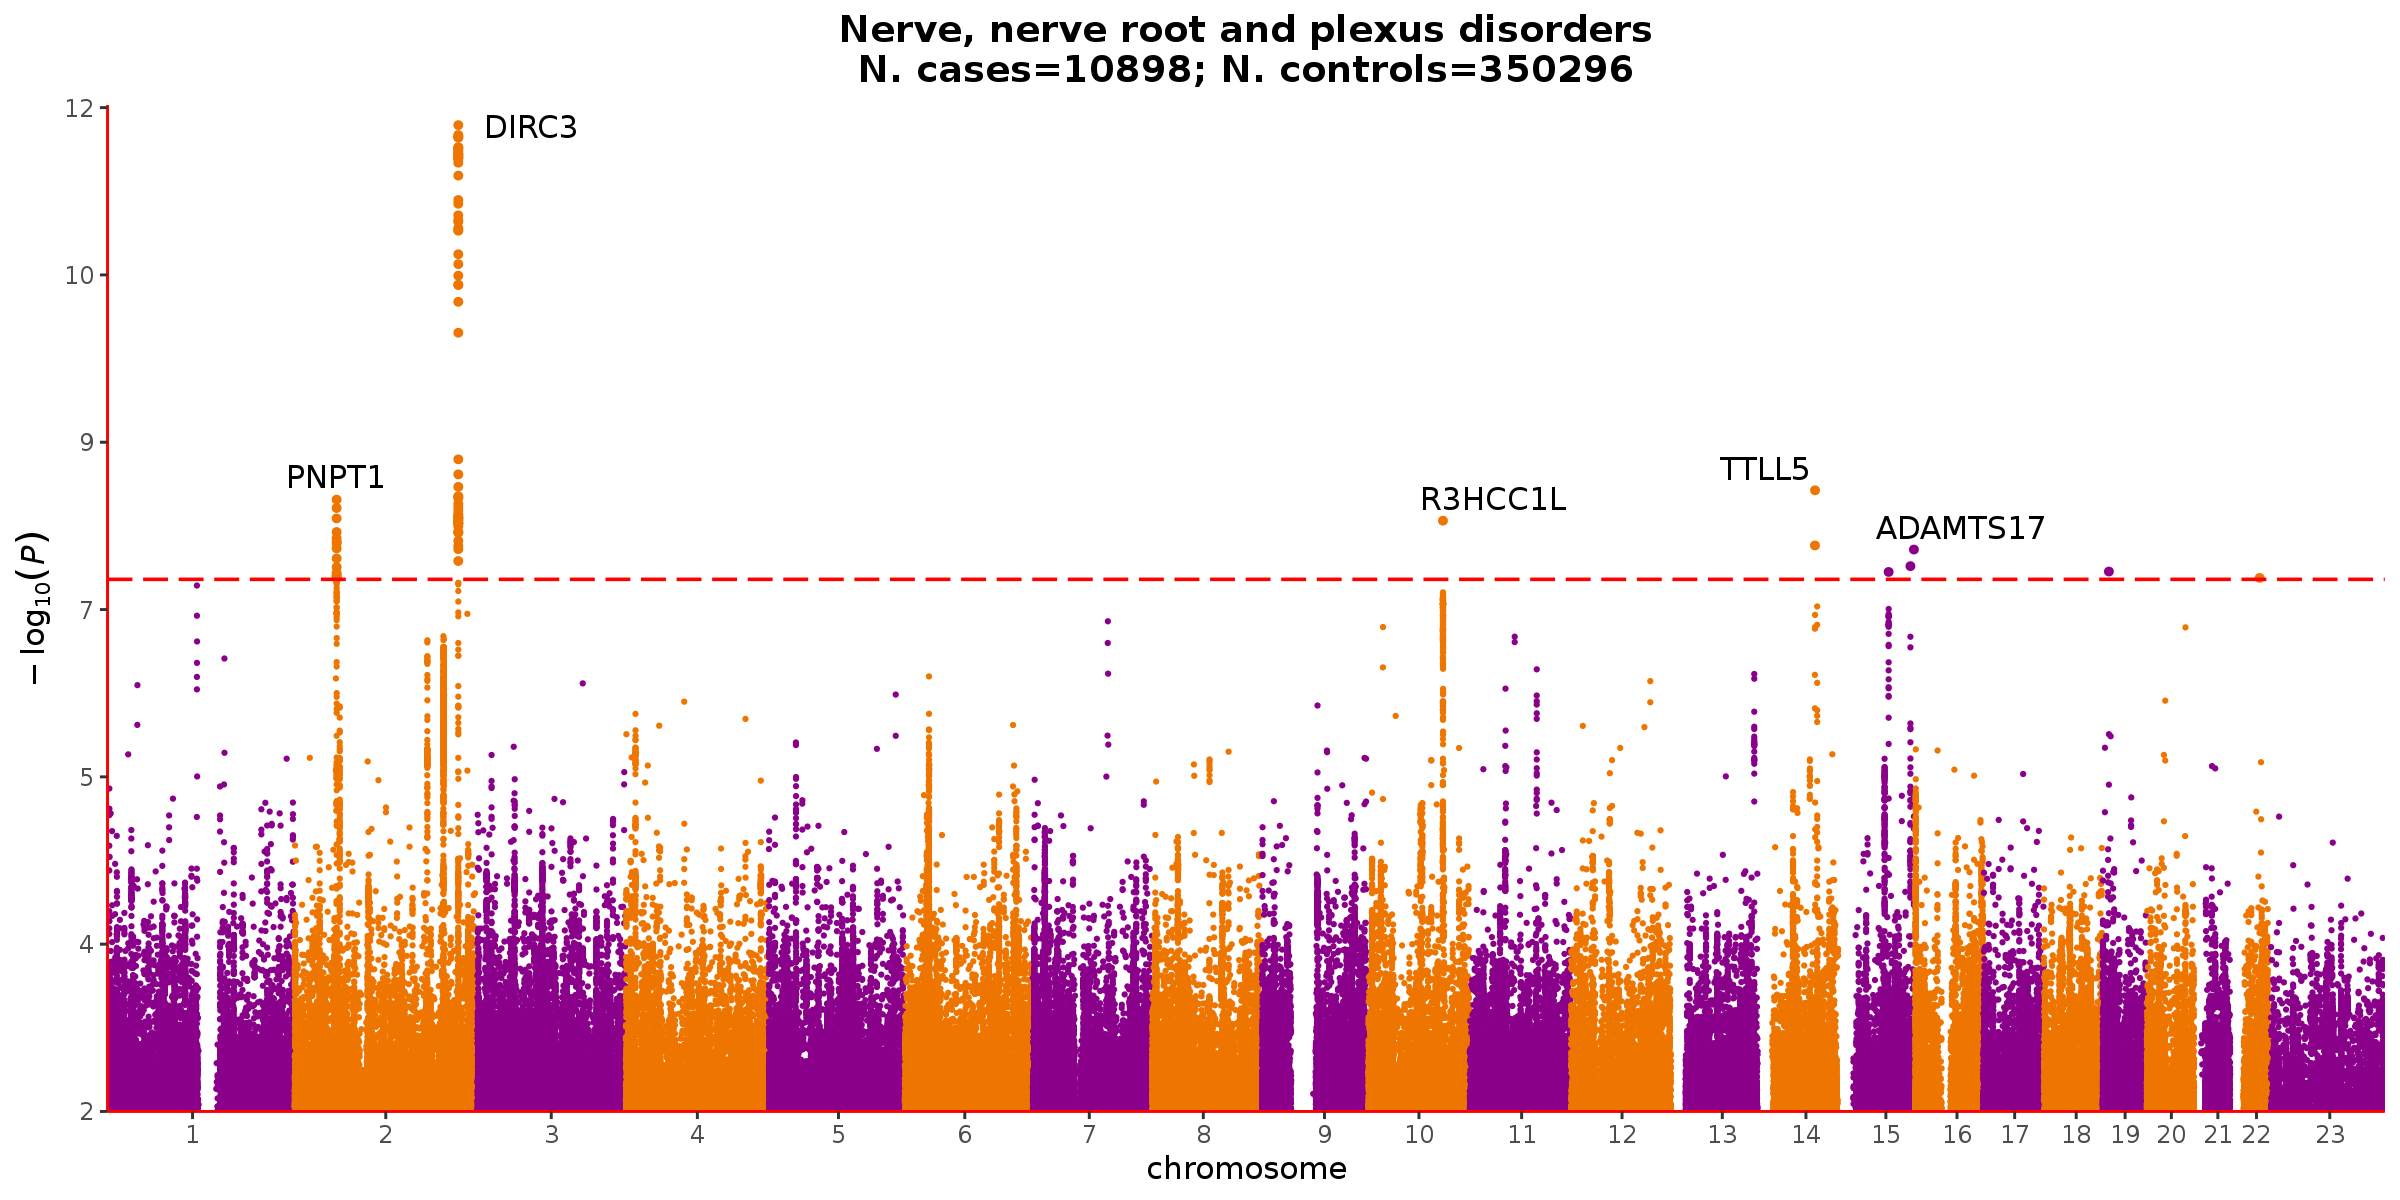 Nerve, nerve root and plexus disorders
N. cases=10898; N. controls=350296
12
10
9
7
5
4
2
−log10(P)
DIRC3
PNPT1
TTLL5
R3HCC1L
ADAMTS17
1 2 3 4 5 6 7 8 9 10 11 12 13 14 15 16 17 18 19 20 21 22 23
chromosome